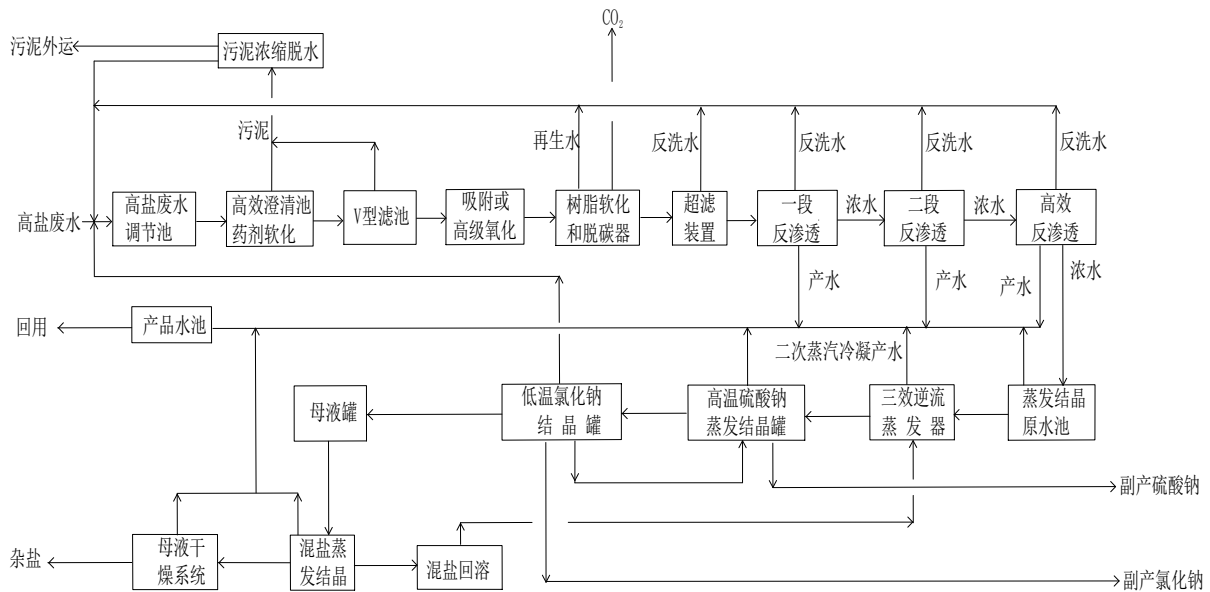 CO₂
污泥外运
污泥浓缩脱水
污泥
再生水
反洗水
反洗水
反洗水
反洗水
高盐废水
高盐废水
调节池
高效澄清池
药剂软化
V型滤池
吸附或
高级氧化
树脂软化
和脱碳器
超滤
装置
一段
反渗透
浓水
二段
反渗透
浓水
高效
反渗透
产水
产水
产水
浓水
回用
产品水池
二次蒸汽冷凝产水
母液罐
低温氯化钠
结晶罐
高温硫酸钠
蒸发结晶罐
三效逆流
蒸发器
蒸发结晶
原水池
副产硫酸钠
杂盐
母液干
燥系统
混盐蒸
发结晶
混盐回溶
副产氯化钠